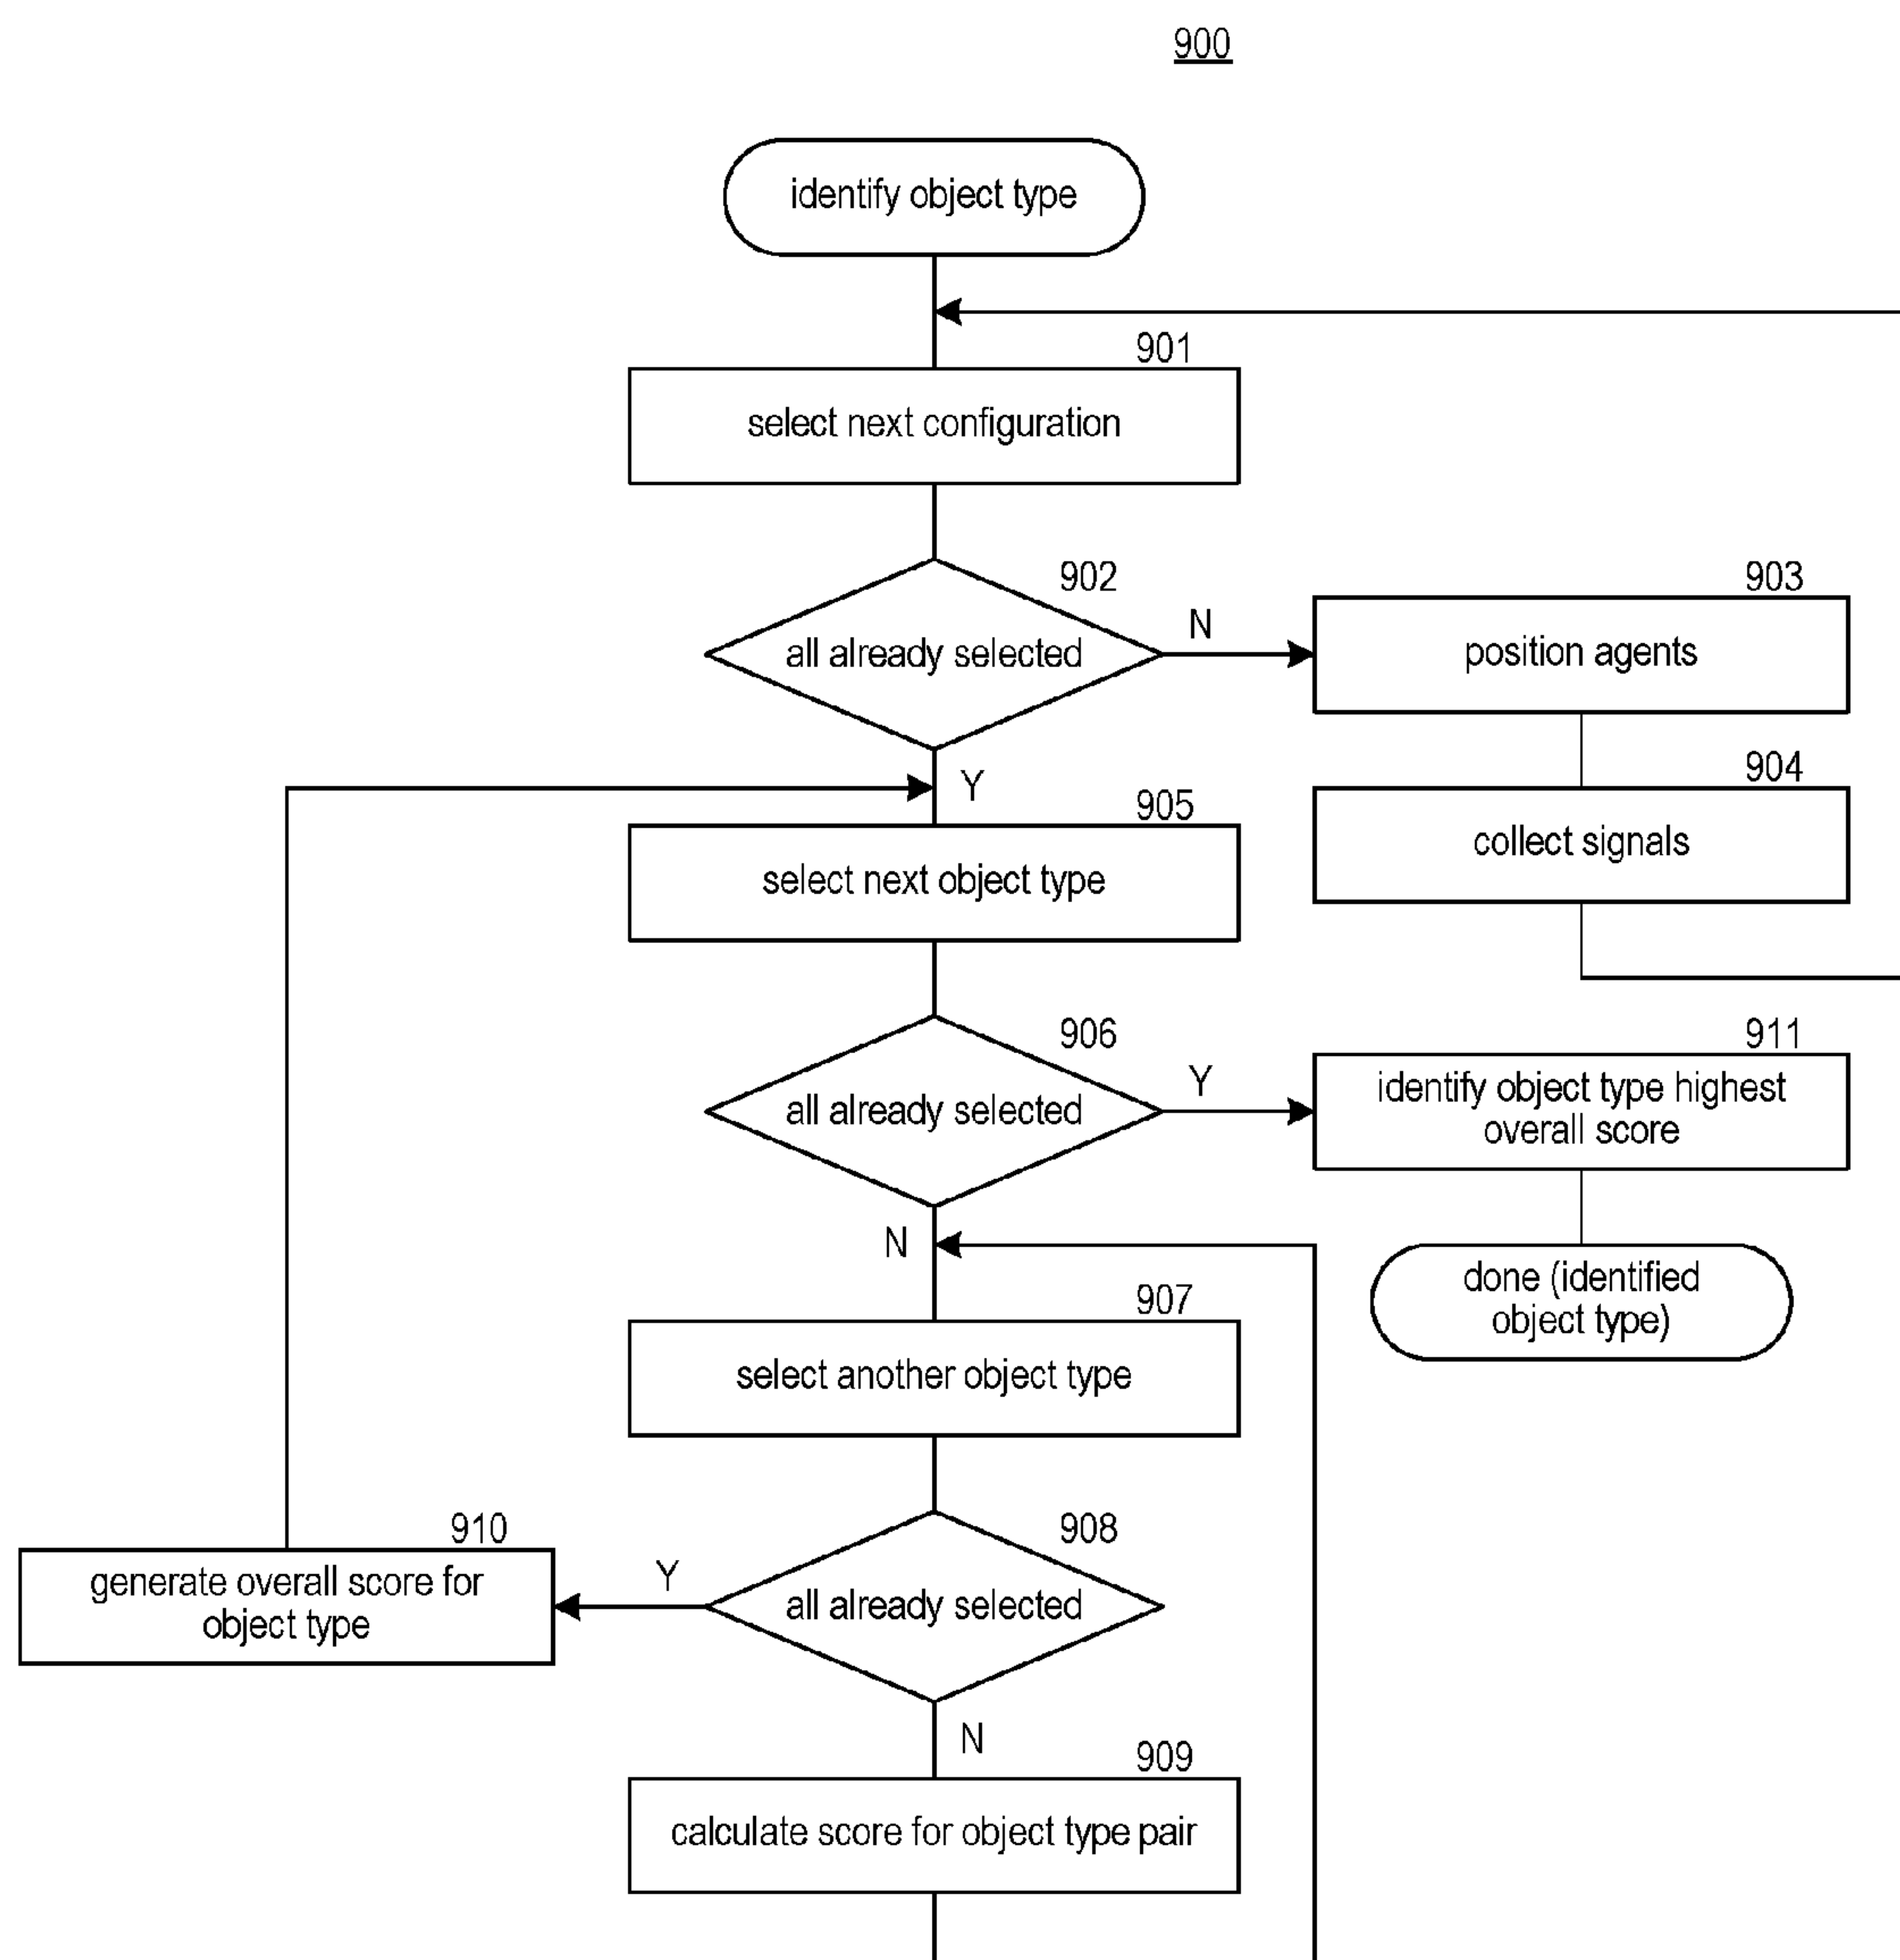 900
identify object type
901
select next configuration
902
all already selected
N
903
position agents
Y
904
collect signals
905
select next object type
906
all already selected
Y
911
identify object type highest
overall score
N
done (identified
object type)
907
select another object type
908
all already selected
Y
910
generate overall score for
object type
N
909
calculate score for object type pair